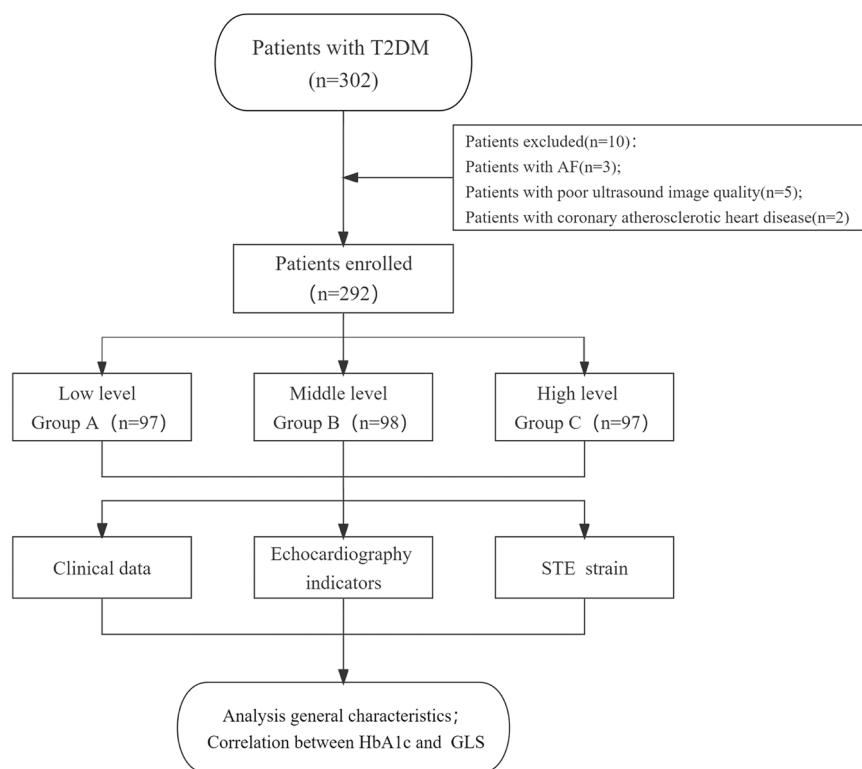 Patients with T2DM
(n=302)
Patients excluded(n=10):
Patients with AF(n=3);
Patients with poor ultrasound image quality(n=5);
Patients with coronary atherosclerotic heart disease(n=2)
Patients enrolled
(n=292)
Low level
Group A (n=97)
Middle level
Group B (n=98)
High level
Group C (n=97)
Clinical data
Echocardiography
indicators
STE strain
Analysis general characteristics;
Correlation between HbA1c and GLS